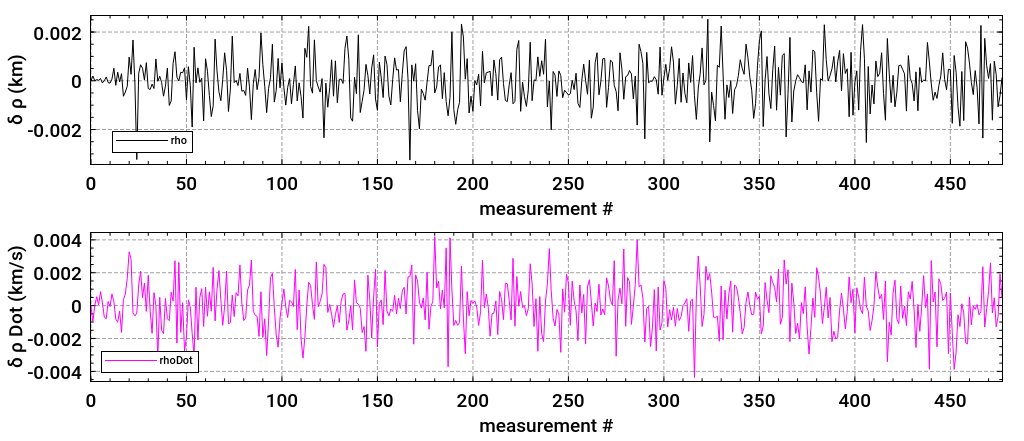 δ ρ (km)
0.002
0
-0.002
rho
0 50 100 150 200 250 300 350 400 450
measurement #
δ ρ Dot (km/s)
0.004
0.002
0
-0.002
-0.004
rhoDot
0 50 100 150 200 250 300 350 400 450
measurement #